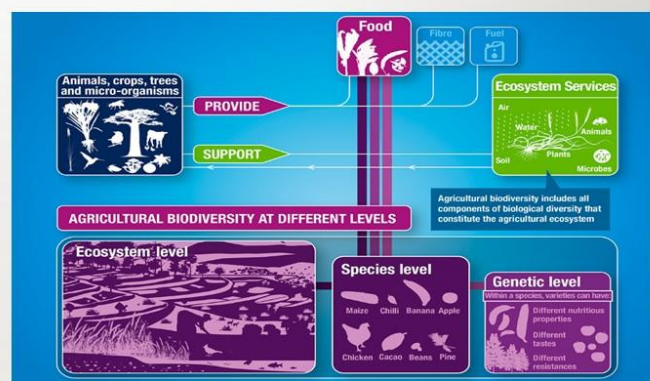 Food
Fibre
Fuel
Animals, crops, trees
and micro-organisms
PROVIDE
SUPPORT
Ecosystem Services
Air
Water
Animals
Soil
Plants
Microbes
Agricultural biodiversity includes all
components of biological diversity that
constitute the agricultural ecosystem
AGRICULTURAL BIODIVERSITY AT DIFFERENT LEVELS
Ecosystem level
Species level
Maize Chilli Banana Apple
Chicken Cacao Beans Pine
Genetic level
Within a species, varieties can have:
Different nutritious
properties
Different
tastes
Different
resistances